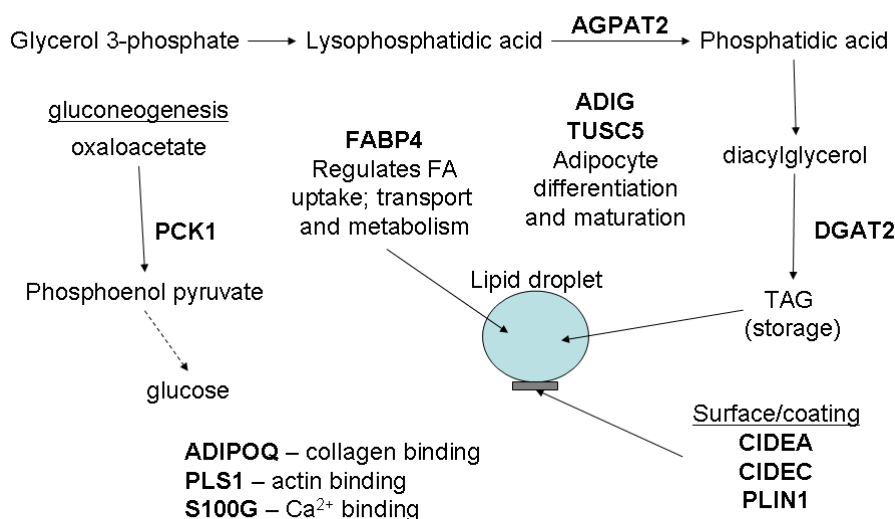 Glycerol 3-phosphate
Lysophosphatidic acid
AGPAT2
Phosphatidic acid
gluconeogenesis
oxaloacetate
PCK1
Phosphoenol pyruvate
glucose
FABP4
Regulates FA
uptake; transport
and metabolism
ADIG
TUSC5
Adipocyte
differentiation
and maturation
diacylglycerol
DGAT2
TAG
(storage)
Lipid droplet
Surface/coating
CIDEA
CIDEC
PLIN1
ADIPOQ – collagen binding
PLS1 – actin binding
S100G – Ca²⁺ binding